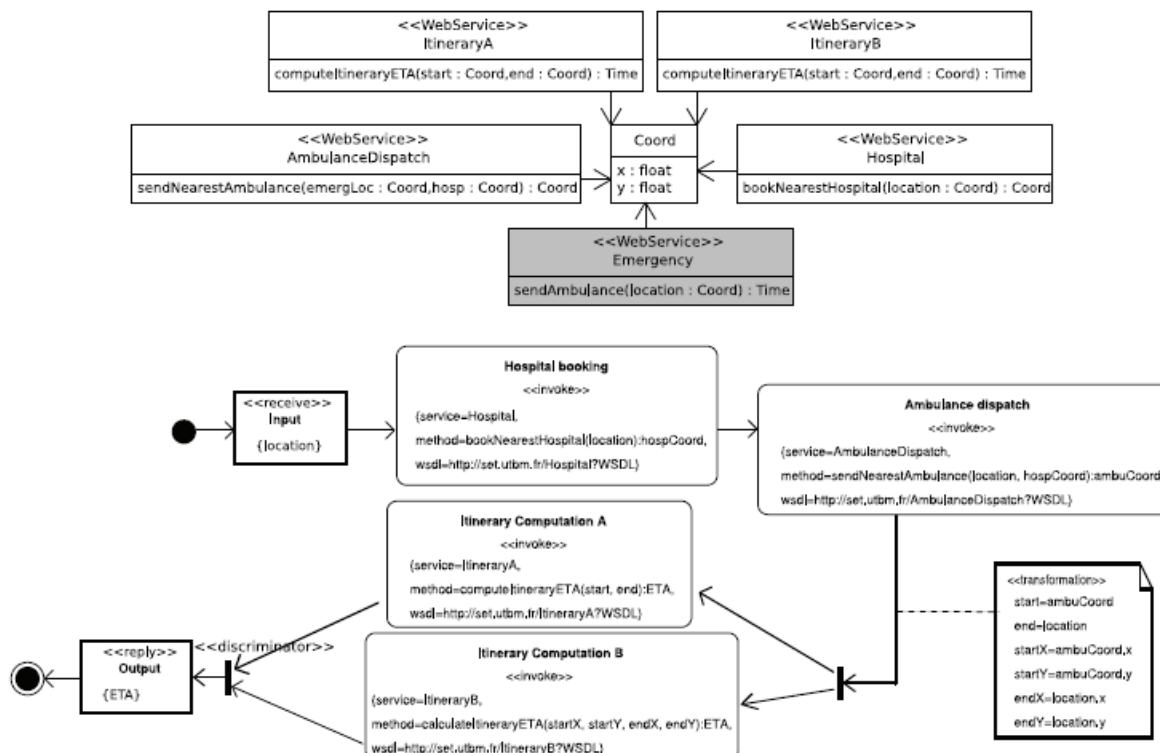 <<WebService>>
ItineraryA
computeItineraryETA(start : Coord,end : Coord) : Time
<<WebService>>
ItineraryB
computeItineraryETA(start : Coord,end : Coord) : Time
<<WebService>>
AmbulanceDispatch
sendNearestAmbulance(emergLoc : Coord,hosp : Coord) : Coord
Coord
x : float
y : float
<<WebService>>
Hospital
bookNearestHospital(location : Coord) : Coord
<<WebService>>
Emergency
sendAmbulance(location : Coord) : Time
<<receive>>
Input
{location}
Hospital booking
<<invoke>>
{service=Hospital,
method=bookNearestHospital(location):hospCoord,
wsdl=http://set.utbm.fr/Hospital?WSDL}
Ambulance dispatch
<<invoke>>
{service=AmbulanceDispatch,
method=sendNearestAmbulance(location, hospCoord):ambuCoord
wsdl=http://set.utbm.fr/AmbulanceDispatch?WSDL}
Itinerary Computation A
<<invoke>>
{service=ItineraryA,
method=computeItineraryETA(start, end):ETA,
wsdl=http://set.utbm.fr/ItineraryA?WSDL}
<<transformation>>
start=ambuCoord
end=location
startX=ambuCoord.x
startY=ambuCoord.y
endX=location.x
endY=location.y
<<reply>>
Output
{ETA}
<<discriminator>>
Itinerary Computation B
<<invoke>>
{service=ItineraryB,
method=calculateItineraryETA(startX, startY, endX, endY):ETA,
wsdl=http://set.utbm.fr/ItineraryB?WSDL}